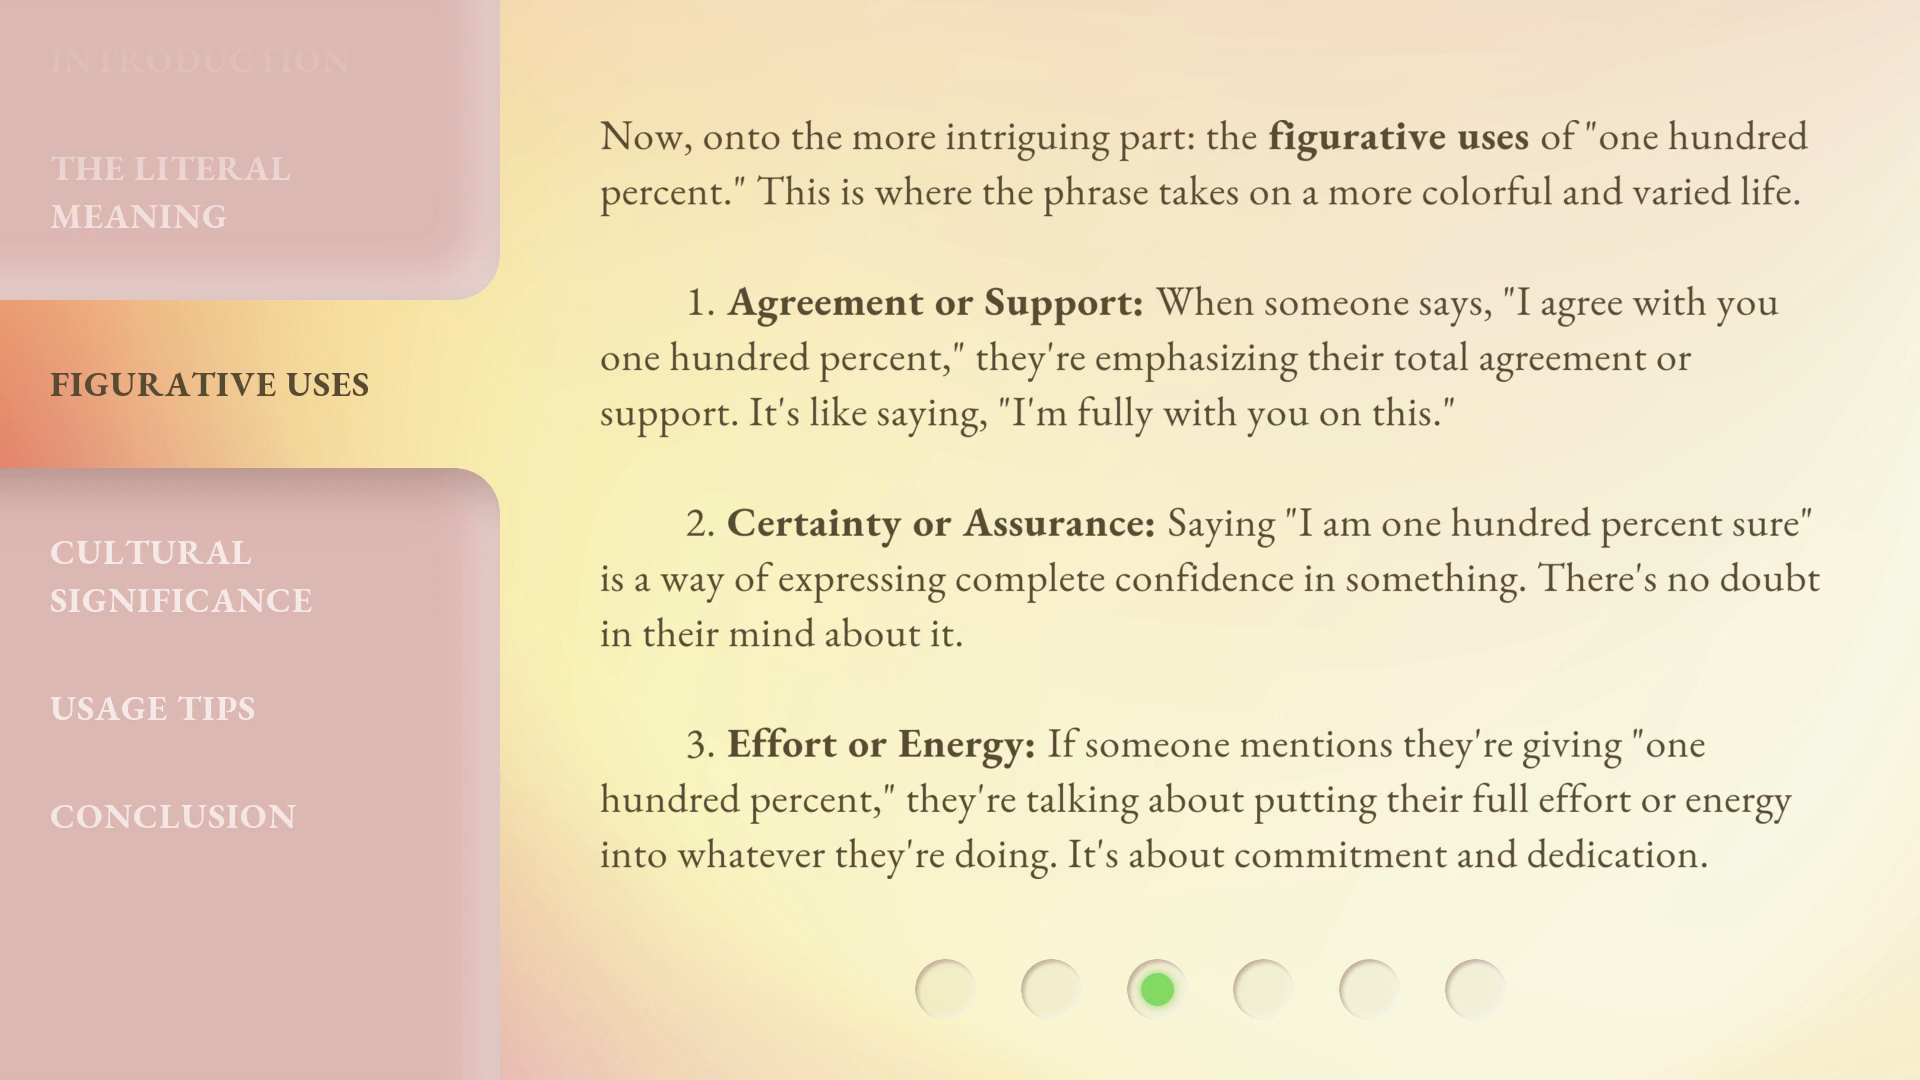 INTRODUCTION
THE LITERAL
MEANING
FIGURATIVE USES
CULTURAL
SIGNIFICANCE
USAGE TIPS
CONCLUSION
Now, onto the more intriguing part: the figurative uses of "one hundred
percent." This is where the phrase takes on a more colorful and varied life.
1. Agreement or Support: When someone says, "I agree with you
one hundred percent," they're emphasizing their total agreement or
support. It's like saying, "I'm fully with you on this."
2. Certainty or Assurance: Saying "I am one hundred percent sure"
is a way of expressing complete confidence in something. There's no doubt
in their mind about it.
3. Effort or Energy: If someone mentions they're giving "one
hundred percent," they're talking about putting their full effort or energy
into whatever they're doing. It's about commitment and dedication.